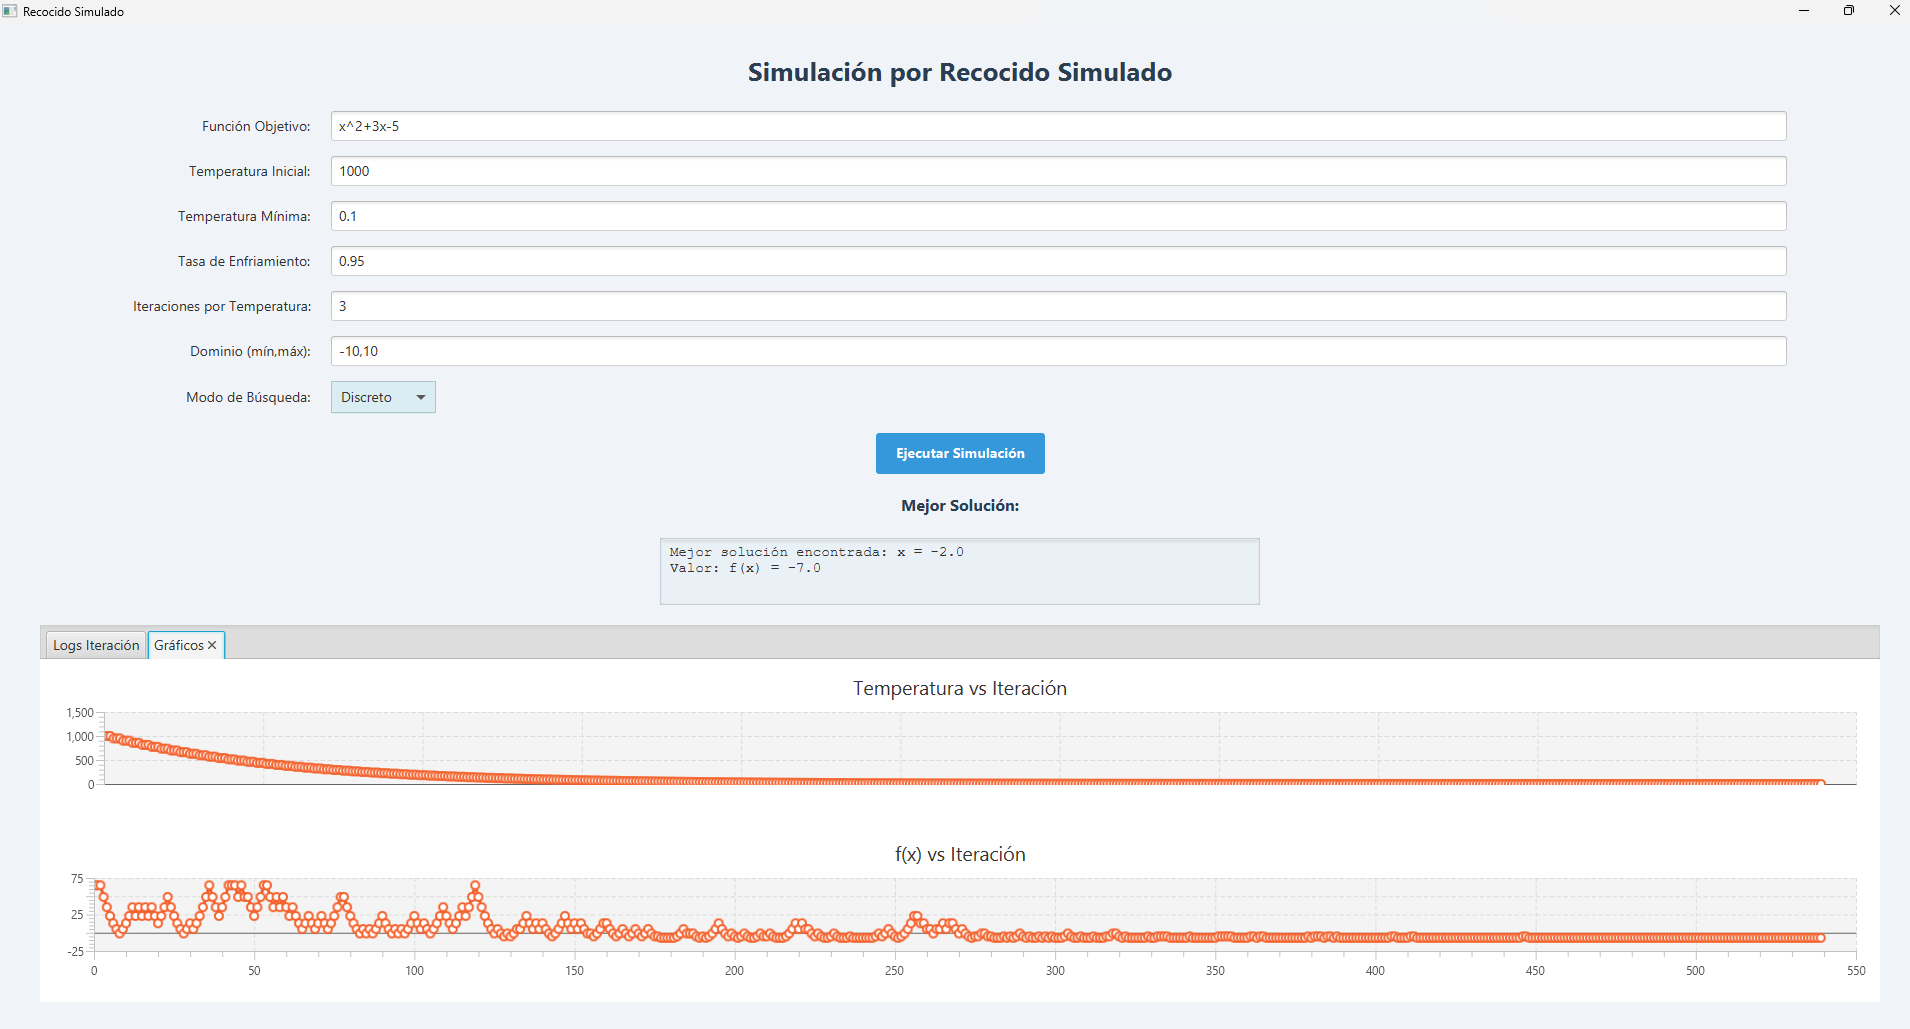 Recocido Simulado
Simulación por Recocido Simulado
Función Objetivo: x^2+3x-5
Temperatura Inicial: 1000
Temperatura Mínima: 0.1
Tasa de Enfriamiento: 0.95
Iteraciones por Temperatura: 3
Dominio (mín,máx): -10,10
Modo de Búsqueda: Discreto
Ejecutar Simulación
Mejor Solución:
Mejor solución encontrada: x = -2.0
Valor: f(x) = -7.0
Logs Iteración Gráficos
Temperatura vs Iteración
1,500
1,000
500
0
f(x) vs Iteración
75
25
-25
0 50 100 150 200 250 300 350 400 450 500 550